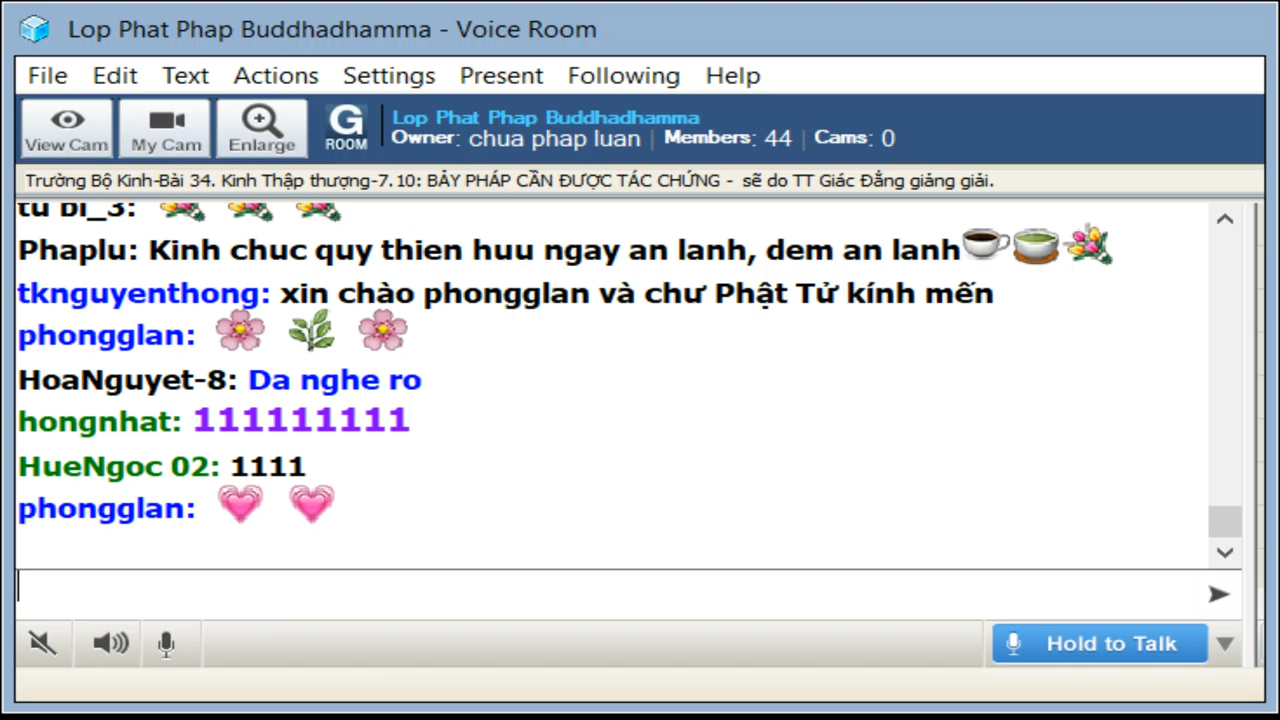 Lop Phat Phap Buddhadhamma - Voice Room
File Edit Text Actions Settings Present Following Help
View Cam My Cam Enlarge G ROOM
Lop Phat Phap Buddhadhamma
Owner: chua phap luan | Members: 44 | Cams: 0
Trường Bộ Kinh-Bài 34. Kinh Thập thượng-7.10: BẢY PHÁP CẦN ĐƯỢC TÁC CHỨNG - sẽ do TT Giác Đẳng giảng giải.
tu bi_3:
Phaplu: Kinh chuc quy thien huu ngay an lanh, dem an lanh
tknguyenthong: xin chào phongglan và chư Phật Tử kính mến
phongglan:
HoaNguyet-8: Da nghe ro
hongnhat: 111111111
HueNgoc 02: 1111
phongglan:
Hold to Talk